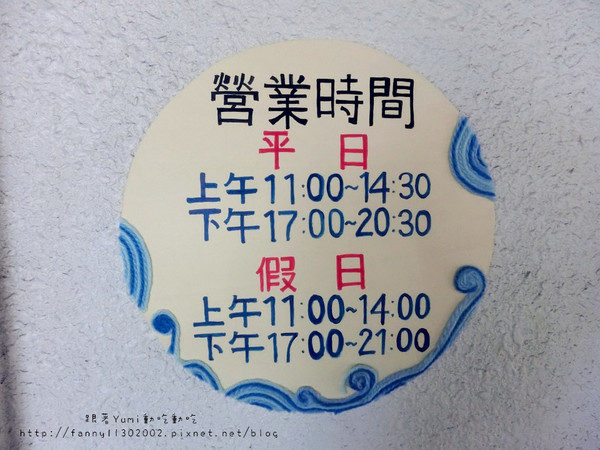 營業時間
平 日
上午11:00~14:30
下午17:00~20:30
假 日
上午11:00~14:00
下午17:00~21:00
跟著Yumi動吃動吃
http://fanny11302002.pixnet.net/blog